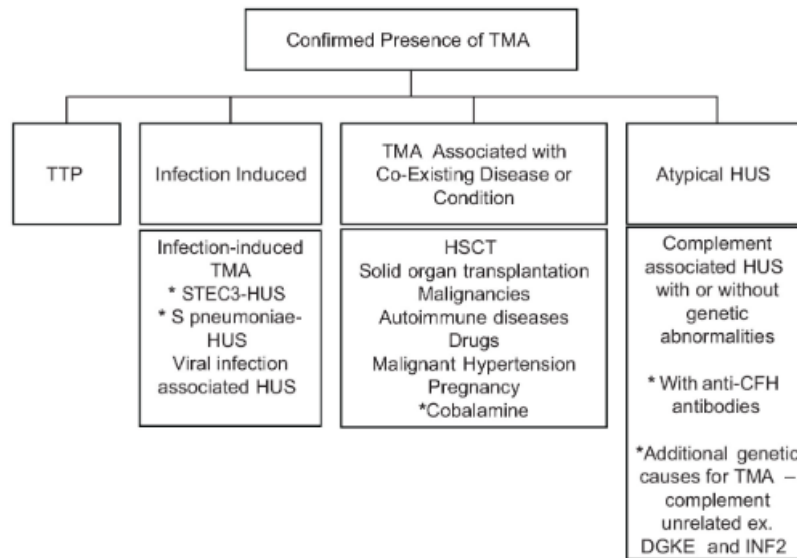 Confirmed Presence of TMA
TTP
Infection Induced
TMA Associated with
Co-Existing Disease or
Condition
Atypical HUS
Infection-induced
TMA
* STEC3-HUS
* S pneumoniae-
HUS
Viral infection
associated HUS
HSCT
Solid organ transplantation
Malignancies
Autoimmune diseases
Drugs
Malignant Hypertension
Pregnancy
*Cobalamine
Complement
associated HUS
with or without
genetic
abnormalities
* With anti-CFH
antibodies
*Additional genetic
causes for TMA –
complement
unrelated ex.
DGKE and INF2